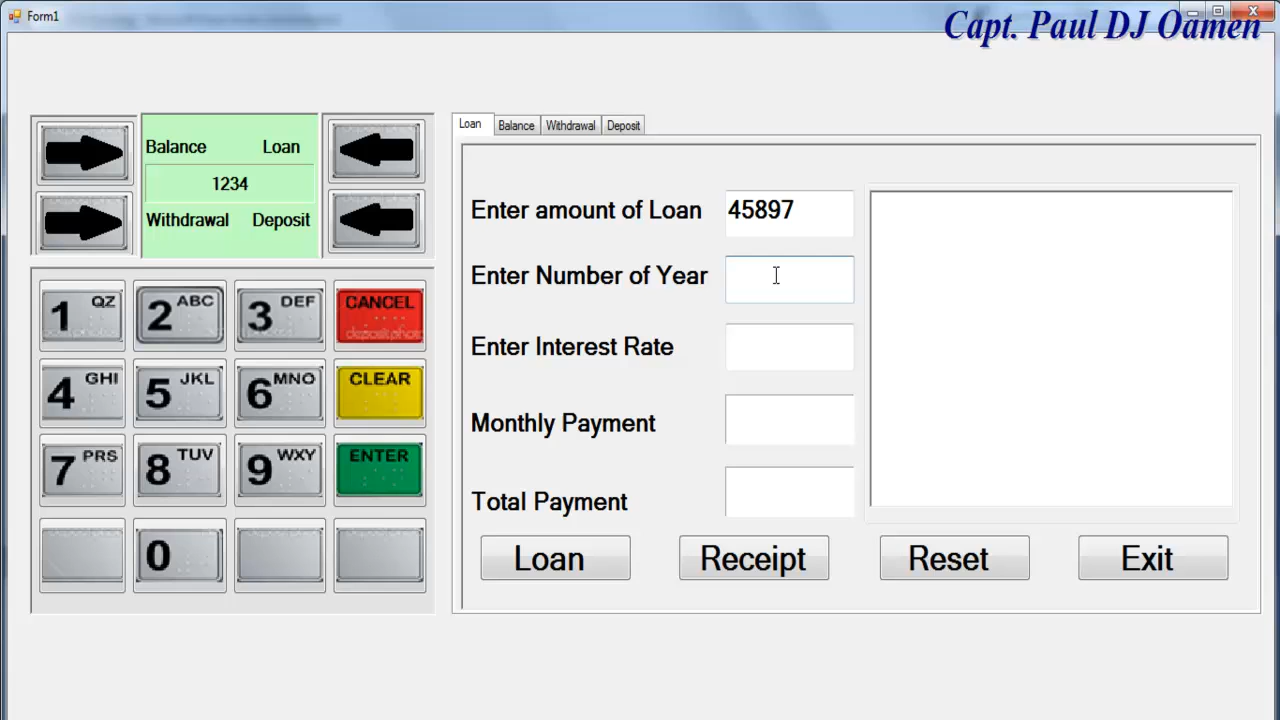 Form1
Capt. Paul DJ Oamen
Balance Loan
1234
Withdrawal Deposit
1 QZ
2 ABC
3 DEF
CANCEL
4 GHI
5 JKL
6 MNO
CLEAR
7 PRS
8 TUV
9 WXY
ENTER
0
Loan Balance Withdrawal Deposit
Enter amount of Loan 45897
Enter Number of Year
Enter Interest Rate
Monthly Payment
Total Payment
Loan Receipt Reset Exit